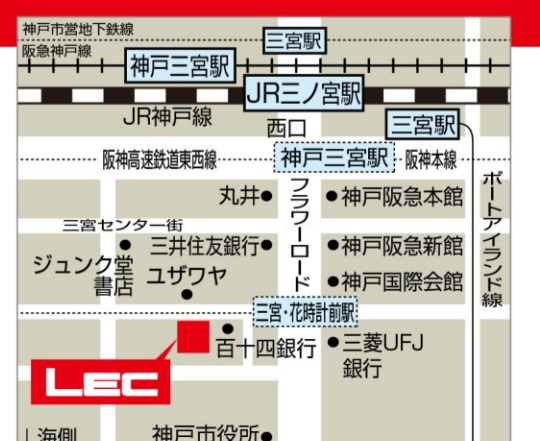 神戸市営地下鉄線
三宮駅
阪急神戸線
神戸三宮駅
JR三ノ宮駅
JR神戸線
西口
三宮駅
阪神高速鉄道東西線
神戸三宮駅
阪神本線
丸井
フラワーロード
神戸阪急本館
ポートアイランド線
三宮センター街
三井住友銀行
神戸阪急新館
ジュンク堂
書店
ユザワヤ
神戸国際会館
三宮・花時計前駅
百十四銀行
三菱UFJ
銀行
LEC
海側
神戸市役所